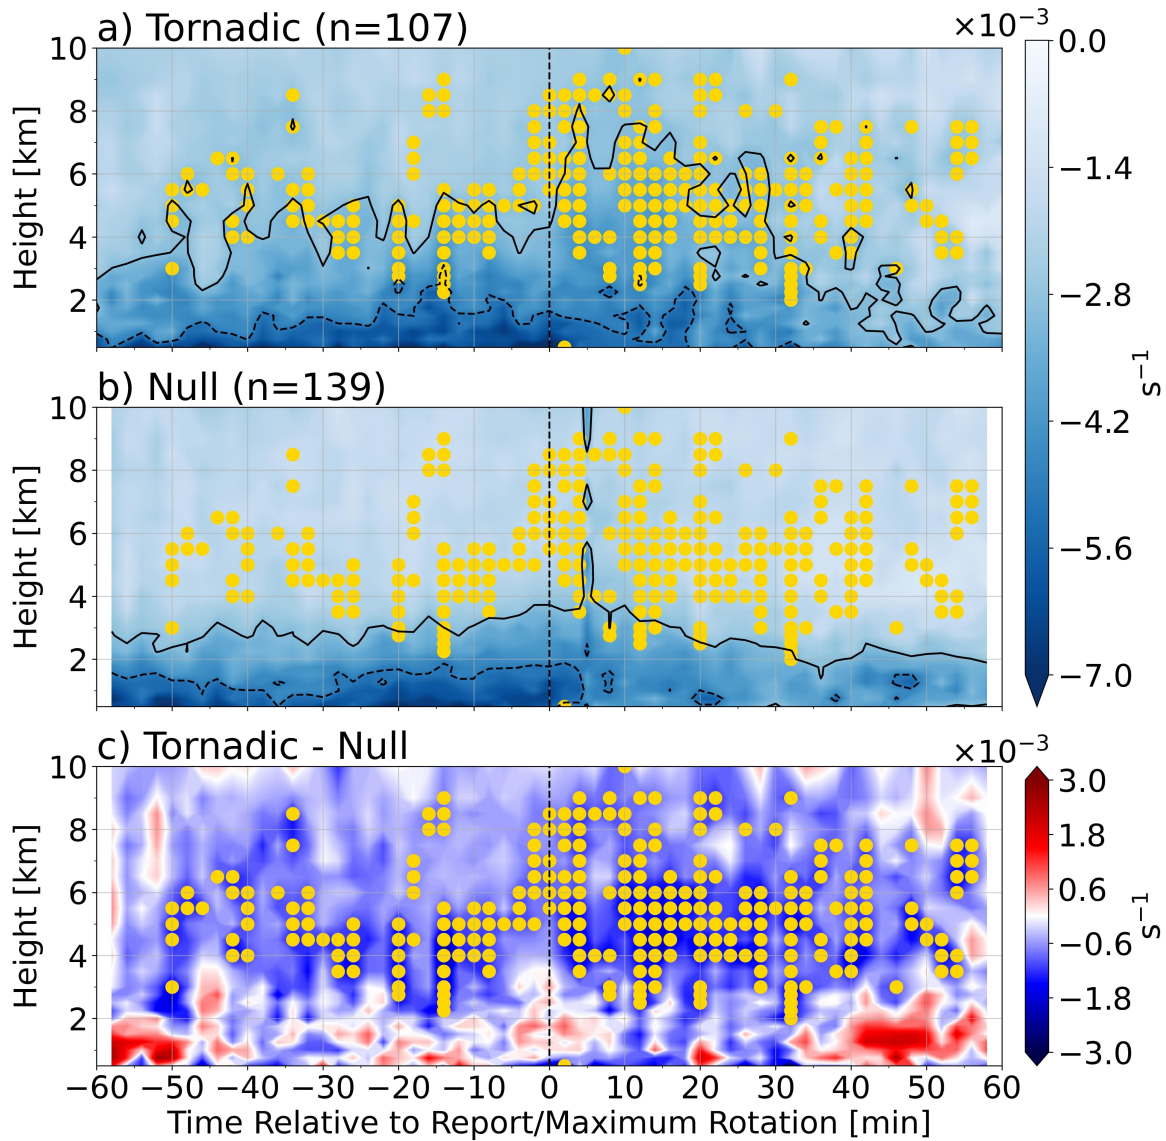 a) Tornadic (n=107)
×10⁻³
10
8
6
4
2
Height [km]
0.0
−1.4
−2.8
−4.2
−5.6
−7.0
s⁻¹
b) Null (n=139)
10
8
6
4
2
Height [km]
c) Tornadic - Null
×10⁻³
10
8
6
4
2
Height [km]
3.0
1.8
0.6
−0.6
−1.8
−3.0
s⁻¹
−60 −50 −40 −30 −20 −10 0 10 20 30 40 50 60
Time Relative to Report/Maximum Rotation [min]